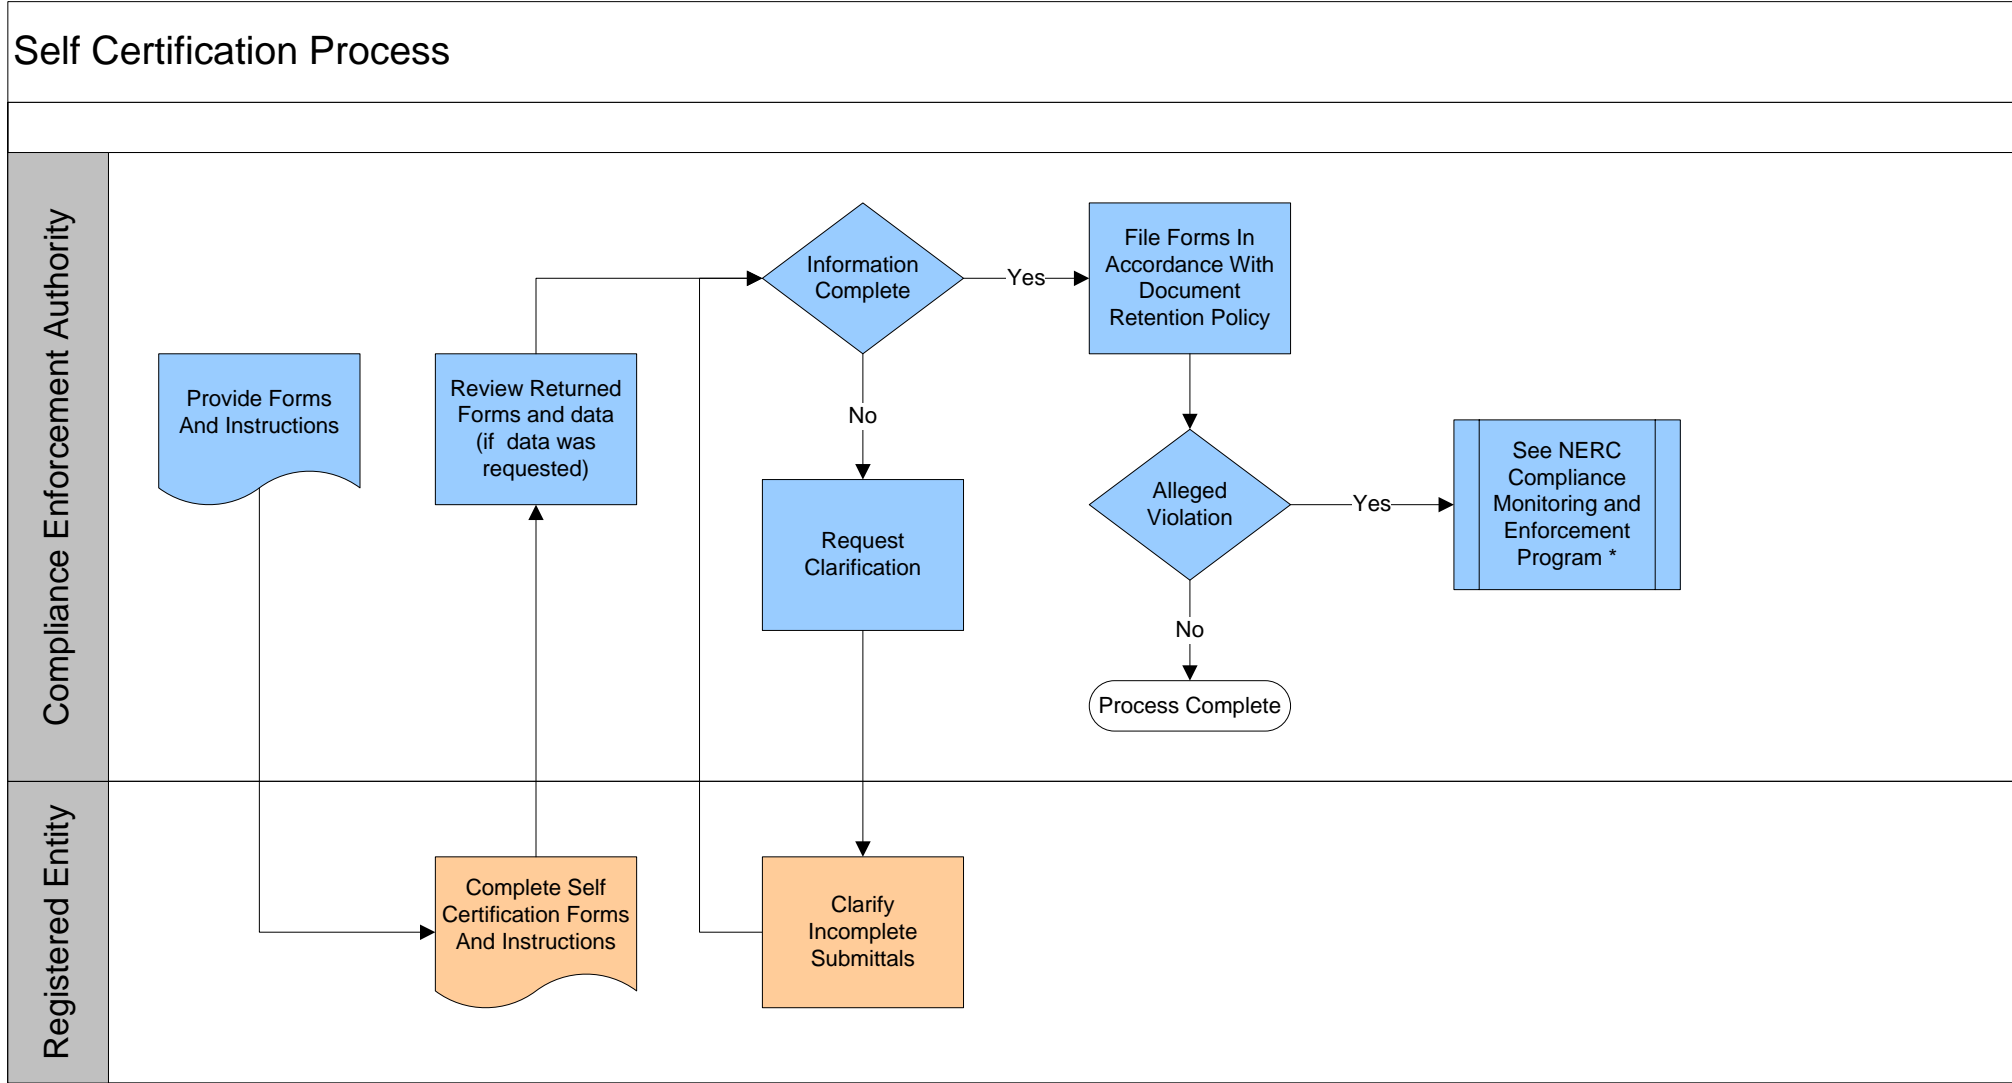 Self Certification Process
Compliance Enforcement Authority
Provide Forms
And Instructions
Review Returned
Forms and data
(if  data was
requested)
Information
Complete
Yes
File Forms In
Accordance With
Document
Retention Policy
No
Request
Clarification
Alleged
Violation
Yes
See NERC
Compliance
Monitoring and
Enforcement
Program *
No
Process Complete
Registered Entity
Complete Self
Certification Forms
And Instructions
Clarify
Incomplete
Submittals